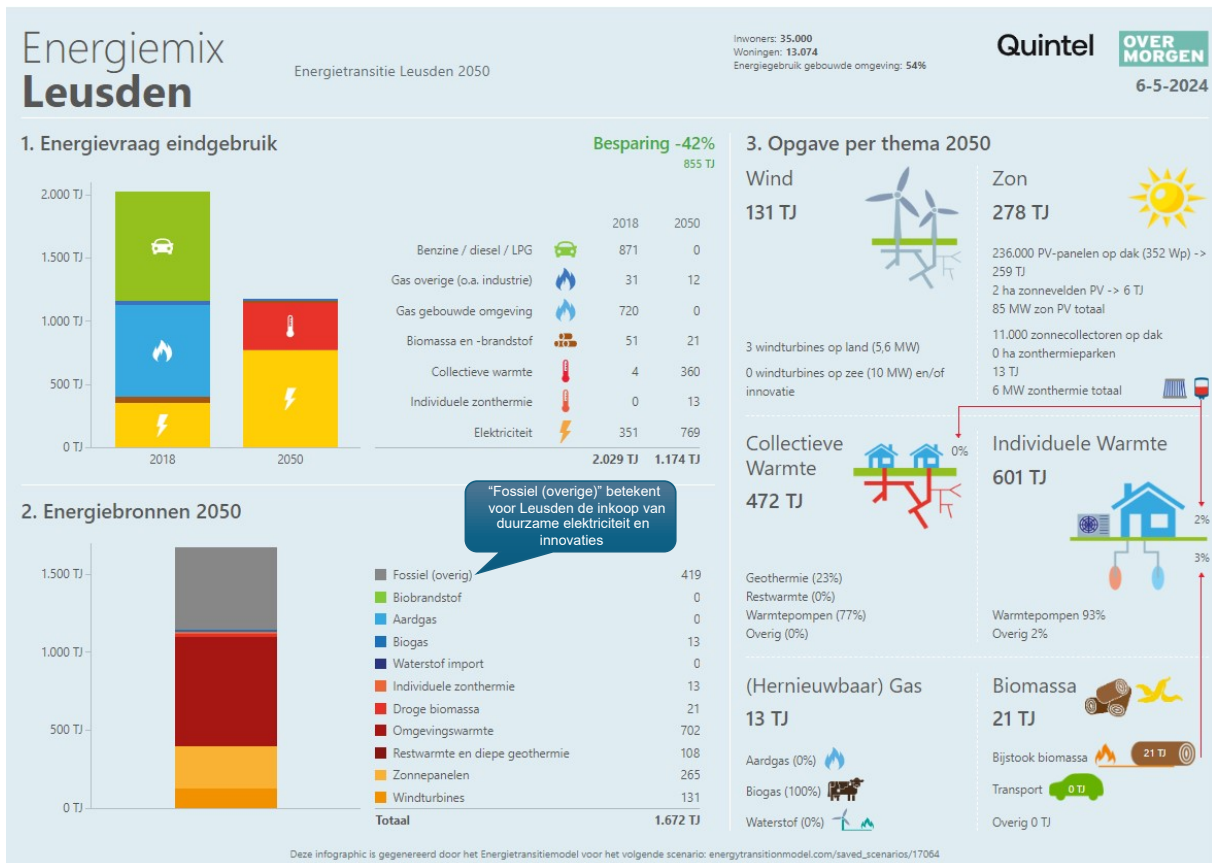 Energiemix
Leusden
Energietransitie Leusden 2050
Inwoners: 35.000
Woningen: 13.074
Energiegebruik gebouwde omgeving: 54%
Quintel
OVER
MORGEN
6-5-2024
1. Energievraag eindgebruik
Besparing -42%
855 TJ
2.000 TJ
1.500 TJ
1.000 TJ
500 TJ
0 TJ
2018
2050
2018 2050
Benzine / diesel / LPG 871 0
Gas overige (o.a. industrie) 31 12
Gas gebouwde omgeving 720 0
Biomassa en -brandstof 51 21
Collectieve warmte 4 360
Individuele zonthermie 0 13
Elektriciteit 351 769
2.029 TJ 1.174 TJ
2. Energiebronnen 2050
"Fossiel (overige)" betekent
voor Leusden de inkoop van
duurzame elektriciteit en
innovaties
1.500 TJ
1.000 TJ
500 TJ
0 TJ
Fossiel (overig) 419
Biobrandstof 0
Aardgas 0
Biogas 13
Waterstof import 0
Individuele zonthermie 13
Droge biomassa 21
Omgevingswarmte 702
Restwarmte en diepe geothermie 108
Zonnepanelen 265
Windturbines 131
Totaal 1.672 TJ
3. Opgave per thema 2050
Wind
131 TJ
3 windturbines op land (5,6 MW)
0 windturbines op zee (10 MW) en/of
innovatie
Zon
278 TJ
236.000 PV-panelen op dak (352 Wp) ->
259 TJ
2 ha zonnevelden PV -> 6 TJ
85 MW zon PV totaal
11.000 zonnecollectoren op dak
0 ha zonthermieparken
13 TJ
6 MW zonthermie totaal
Collectieve
Warmte
472 TJ
0%
Geothermie (23%)
Restwarmte (0%)
Warmtepompen (77%)
Overig (0%)
Individuele Warmte
601 TJ
2%
3%
Warmtepompen 93%
Overig 2%
(Hernieuwbaar) Gas
13 TJ
Aardgas (0%)
Biogas (100%)
Waterstof (0%)
Biomassa
21 TJ
Bijstook biomassa 21 TJ
Transport 0 TJ
Overig 0 TJ
Deze infographic is gegenereerd door het Energietransitiemodel voor het volgende scenario: energytransitionmodel.com/saved_scenarios/17064